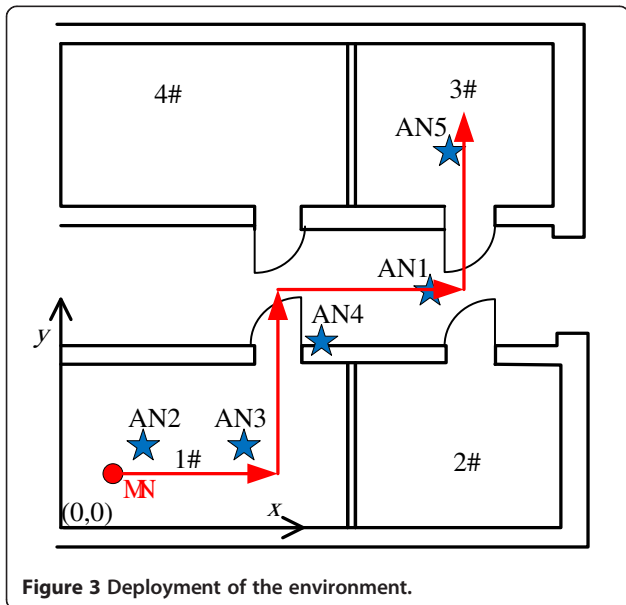 4#
3#
AN5
AN1
AN4
y
AN2
AN3
1#
2#
MN
(0,0)
x
Figure 3 Deployment of the environment.